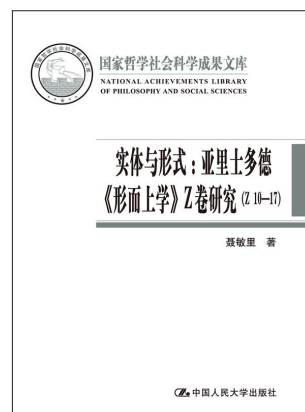 国家哲学社会科学成果文库
NATIONAL ACHIEVEMENTS LIBRARY
OF PHILOSOPHY AND SOCIAL SCIENCES
实体与形式：亚里士多德
《形而上学》Z卷研究 (Z 10—17)
聂敏里 著
中国人民大学出版社